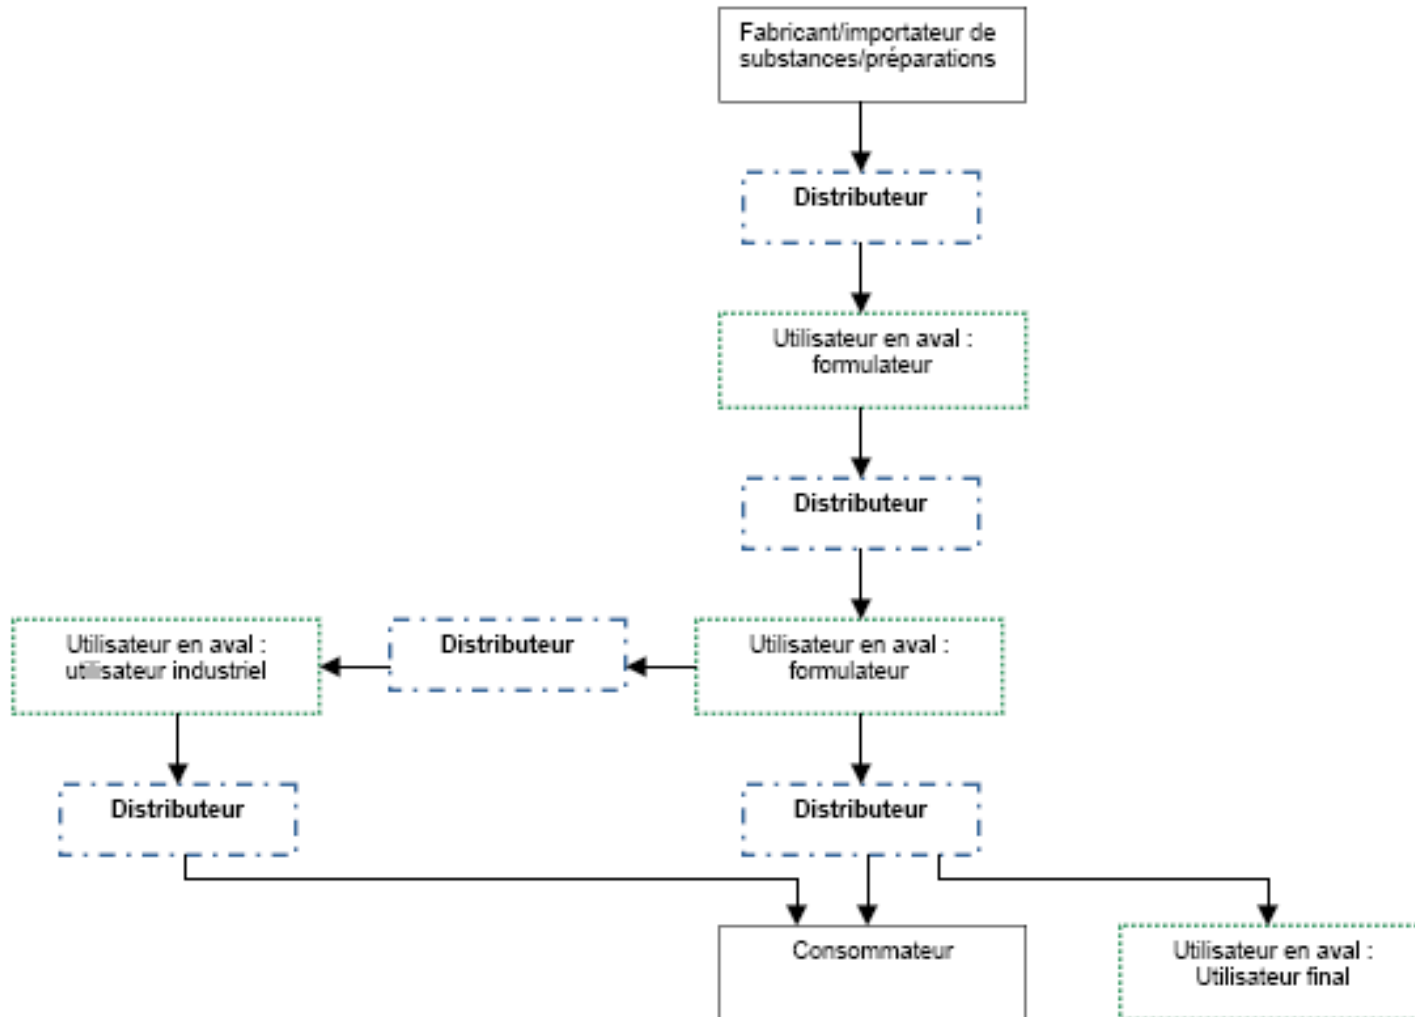 Fabricant/importateur de
substances/préparations
Distributeur
Utilisateur en aval :
formulateur
Distributeur
Utilisateur en aval :
utilisateur industriel
Distributeur
Utilisateur en aval :
formulateur
Distributeur
Distributeur
Consommateur
Utilisateur en aval :
Utilisateur final